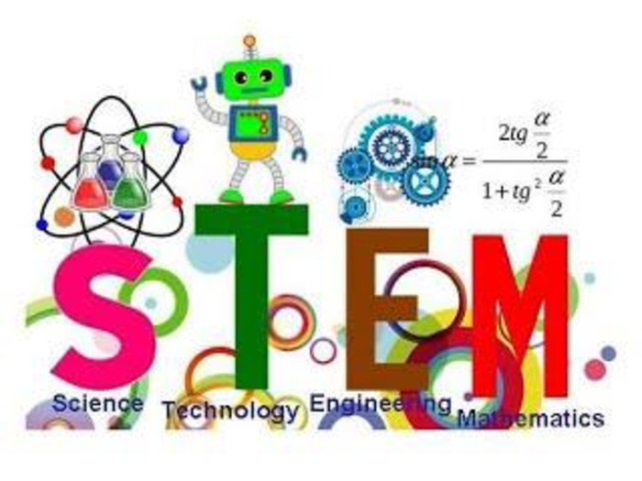 sin α = 2tg α/2 / 1 + tg² α/2
STEM
Science Technology Engineering Mathematics